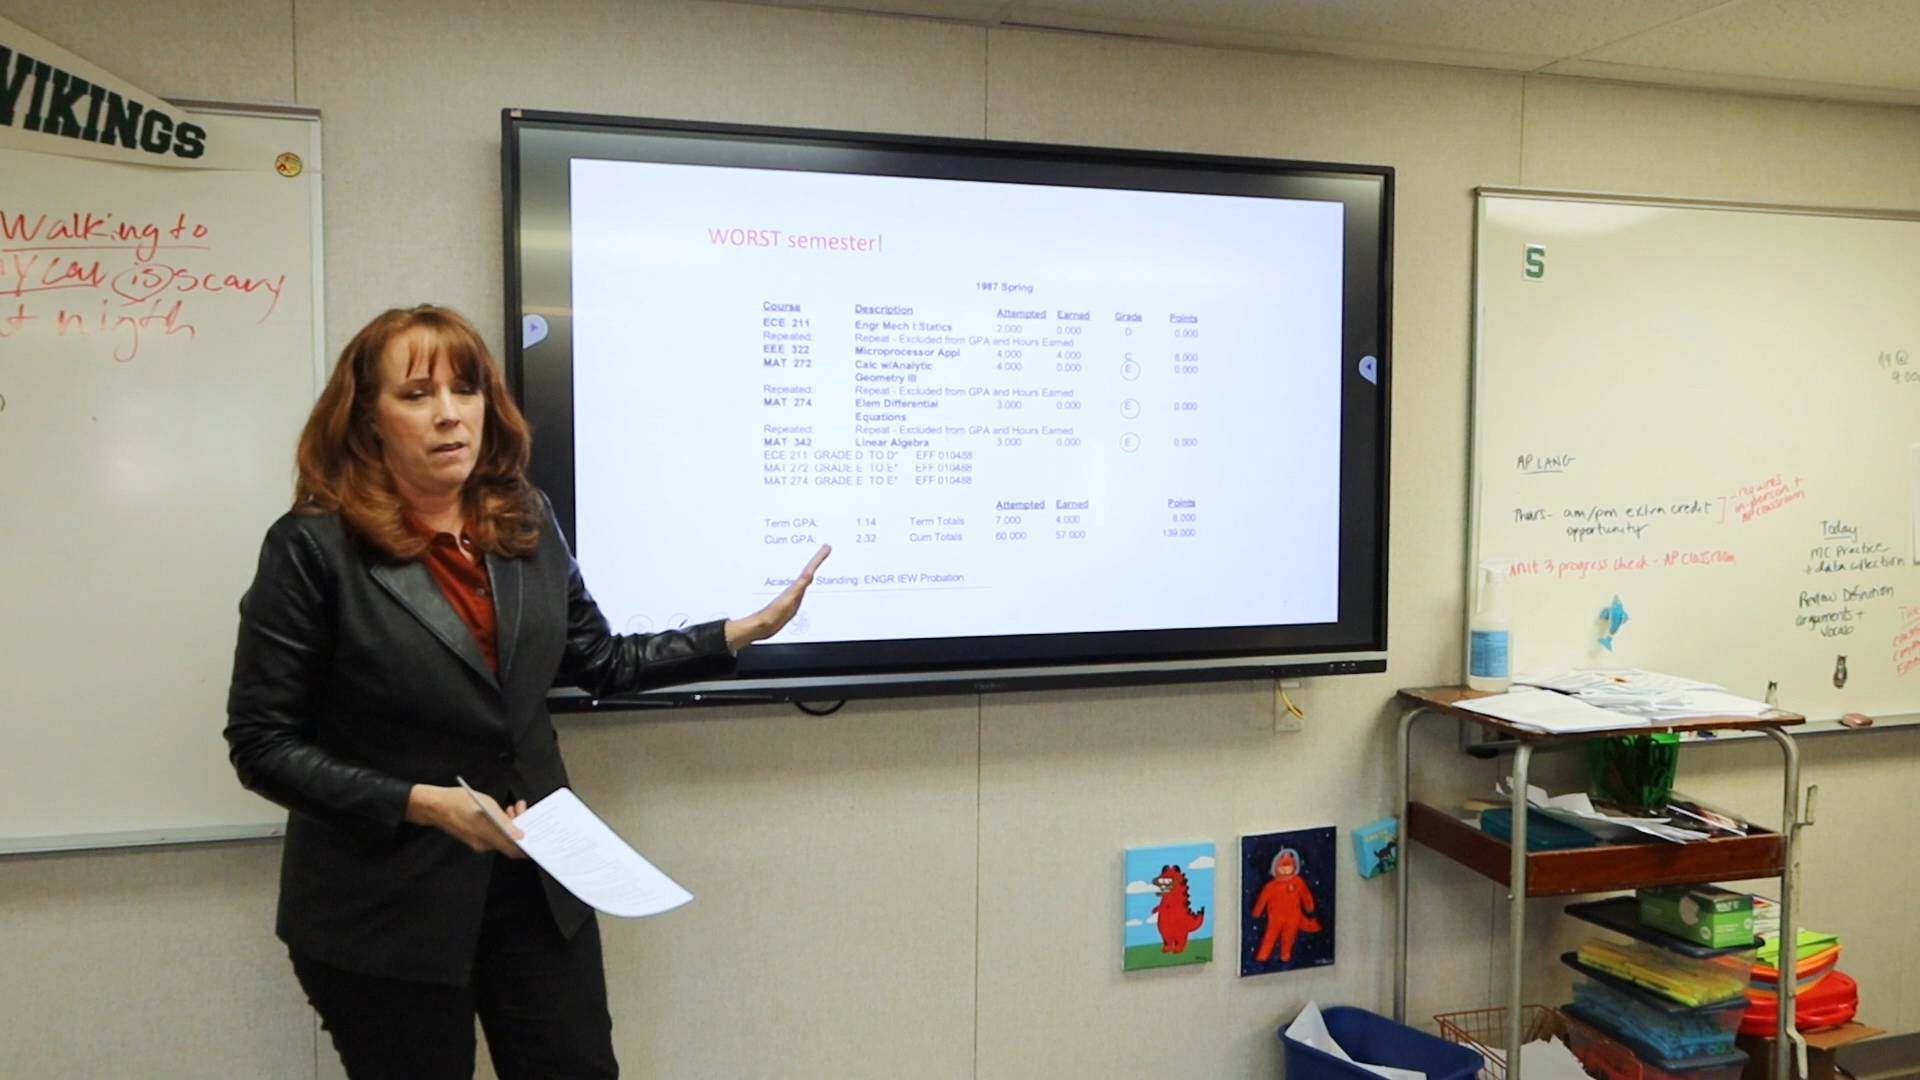 VIKINGS
Walking to
my car is scary
at nigth
WORST semester!
1987 Spring
Course Description Attempted Earned Grade Points
ECE 211 Engr Mech I:Statics 2.000 0.000 D 0.000
Repeated: Repeat - Excluded from GPA and Hours Earned
EEE 322 Microprocessor Appl 4.000 4.000 C 8.000
MAT 272 Calc w/Analytic 4.000 0.000 E 0.000
Geometry III
Repeated: Repeat - Excluded from GPA and Hours Earned
MAT 274 Elem Differential 3.000 0.000 E 0.000
Equations
Repeated: Repeat - Excluded from GPA and Hours Earned
MAT 342 Linear Algebra 3.000 0.000 E 0.000
ECE 211 GRADE D TO D* EFF 010488
MAT 272 GRADE E TO E* EFF 010488
MAT 274 GRADE E TO E* EFF 010488
Attempted Earned Points
Term GPA: 1.14 Term Totals 7.000 4.000 8.000
Cum GPA: 2.32 Cum Totals 60.000 57.000 139.000
Standing: ENGR IEW Probation
S
AP LANG
Thurs- am/pm extra credit
opportunity
- requires
in-person +
AP Classroom
Unit 3 progress check - AP Classroom
Today
MC Practice
+ data collection
Review Definition
arguments +
vocab